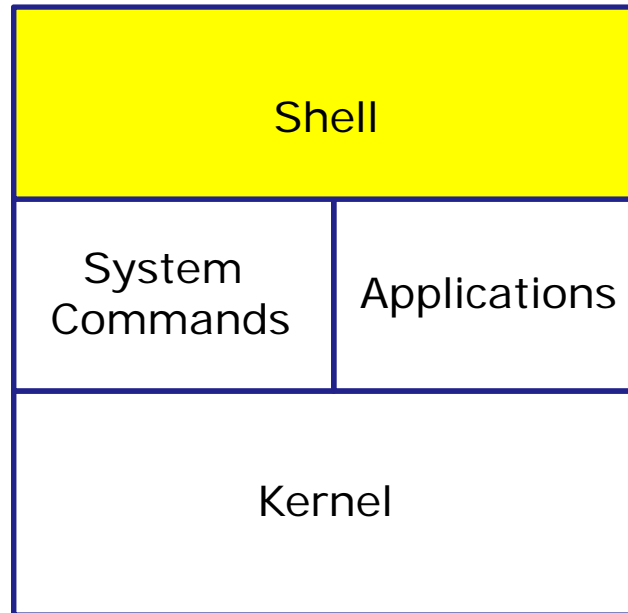 Shell
System
Commands
Applications
Kernel